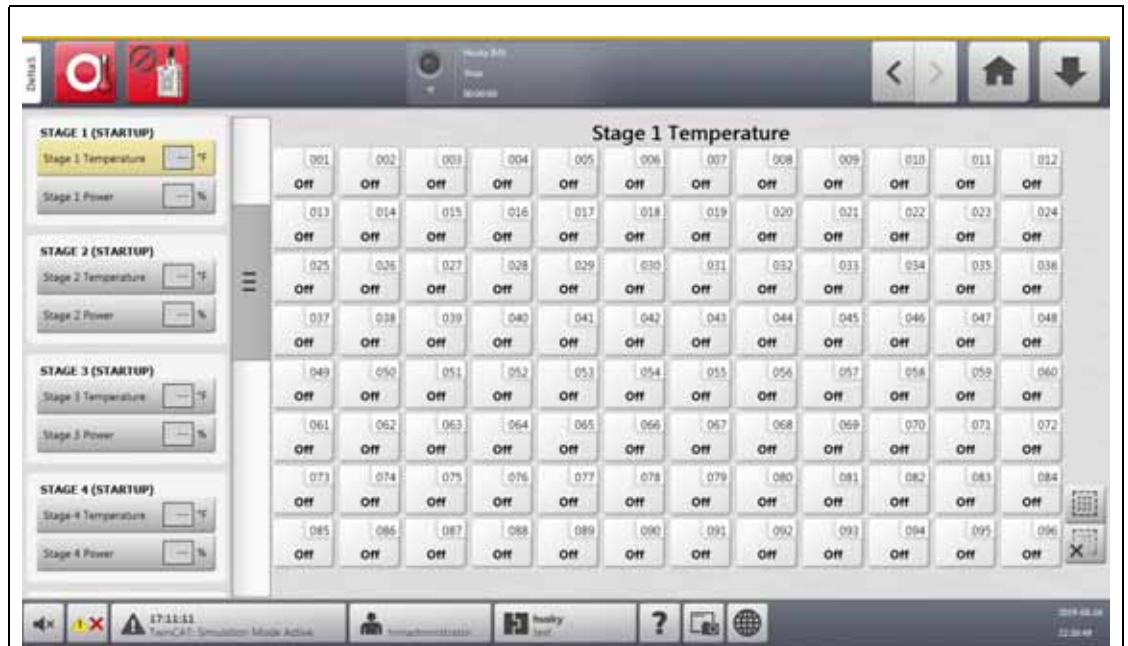 Delta5
Husky IMS
STAGE 1 (STARTUP)
Stage 1 Temperature -- °F
Stage 1 Power -- %
STAGE 2 (STARTUP)
Stage 2 Temperature -- °F
Stage 2 Power -- %
STAGE 3 (STARTUP)
Stage 3 Temperature -- °F
Stage 3 Power -- %
STAGE 4 (STARTUP)
Stage 4 Temperature -- °F
Stage 4 Power -- %
Stage 1 Temperature
001 002 003 004 005 006 007 008 009 010 011 012
Off Off Off Off Off Off Off Off Off Off Off Off
013 014 015 016 017 018 019 020 021 022 023 024
Off Off Off Off Off Off Off Off Off Off Off Off
025 026 027 028 029 030 031 032 033 034 035 036
Off Off Off Off Off Off Off Off Off Off Off Off
037 038 039 040 041 042 043 044 045 046 047 048
Off Off Off Off Off Off Off Off Off Off Off Off
049 050 051 052 053 054 055 056 057 058 059 060
Off Off Off Off Off Off Off Off Off Off Off Off
061 062 063 064 065 066 067 068 069 070 071 072
Off Off Off Off Off Off Off Off Off Off Off Off
073 074 075 076 077 078 079 080 081 082 083 084
Off Off Off Off Off Off Off Off Off Off Off Off
085 086 087 088 089 090 091 092 093 094 095 096
Off Off Off Off Off Off Off Off Off Off Off Off
17:11:11
TwinCAT: Simulation Mode Active
husky
test
?